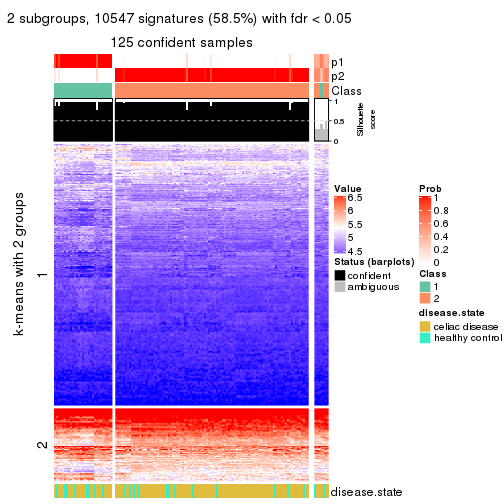 2 subgroups, 10547 signatures (58.5%) with fdr < 0.05
125 confident samples
p1
p2
Class
1
0.5
0
Silhouette
score
k-means with 2 groups
1
2
disease.state
Value
6.5
6
5.5
5
4.5
Status (barplots)
confident
ambiguous
Prob
1
0.8
0.6
0.4
0.2
0
Class
1
2
disease.state
celiac disease
healthy control